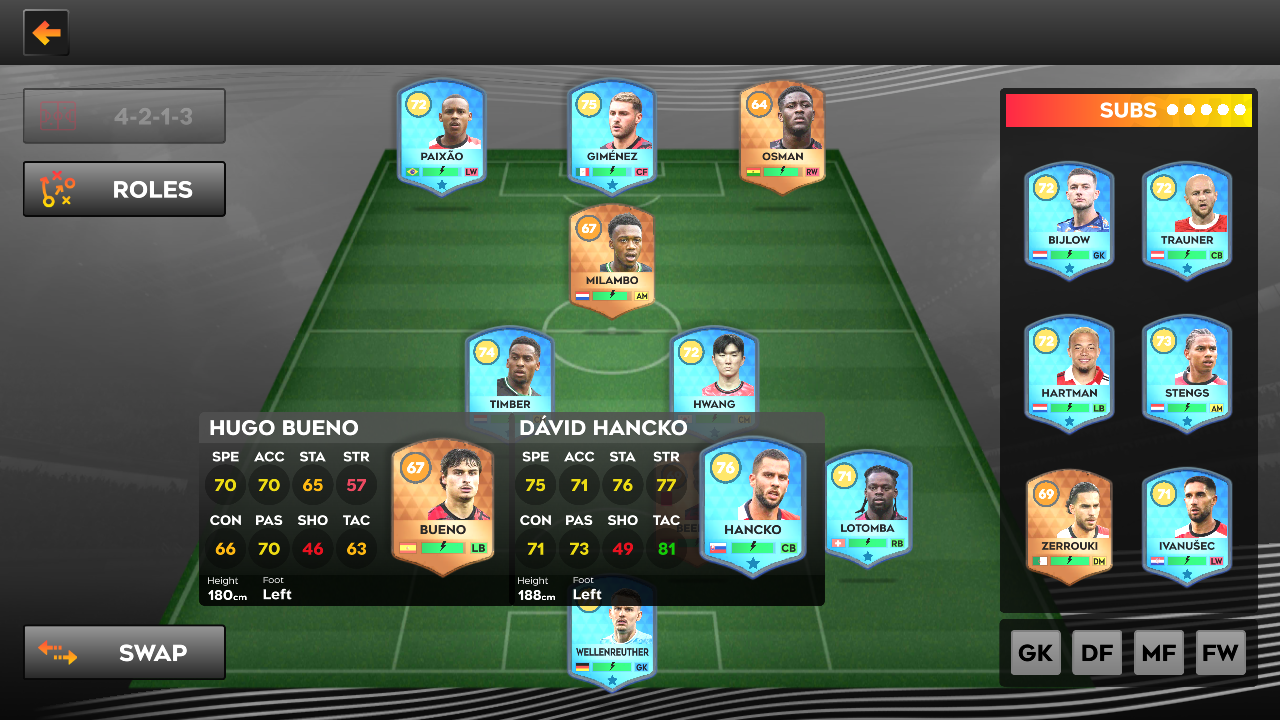 4-2-1-3
ROLES
72
PAIXÃO
LW
75
GIMÉNEZ
CF
64
OSMAN
RW
67
MILAMBO
AM
74
TIMBER
72
HWANG
CM
HUGO BUENO
SPE ACC STA STR
70 70 65 57
CON PAS SHO TAC
66 70 46 63
Height
180cm
Foot
Left
67
BUENO
LB
DÁVID HANCKO
SPE ACC STA STR
75 71 76 77
CON PAS SHO TAC
71 73 49 81
Height
188cm
Foot
Left
76
HANCKO
CB
71
LOTOMBA
RB
WELLENREUTHER
GK
SWAP
SUBS
72
BIJLOW
GK
72
TRAUNER
CB
72
HARTMAN
LB
73
STENGS
AM
69
ZERROUKI
DM
71
IVANUŠEC
LW
GK DF MF FW